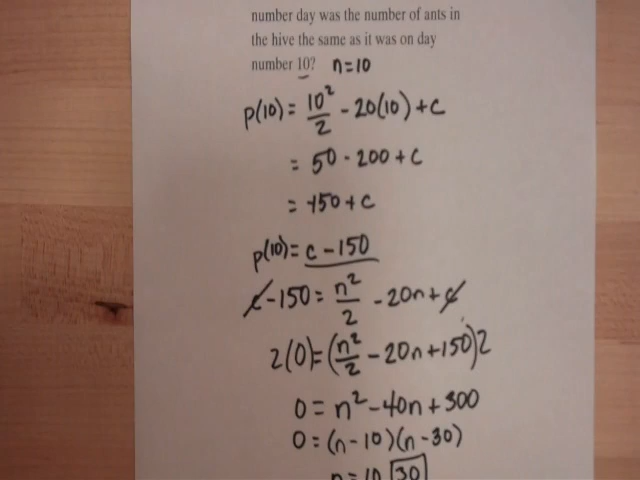 number day was the number of ants in
the hive the same as it was on day
number 10? n=10
p(10) = 10²/2 - 20(10) + c
= 50 - 200 + c
= -150 + c
p(10) = c - 150
c - 150 = n²/2 - 20n + c
2(0) = (n²/2 - 20n + 150)2
0 = n² - 40n + 300
0 = (n - 10)(n - 30)
n = 10, 30